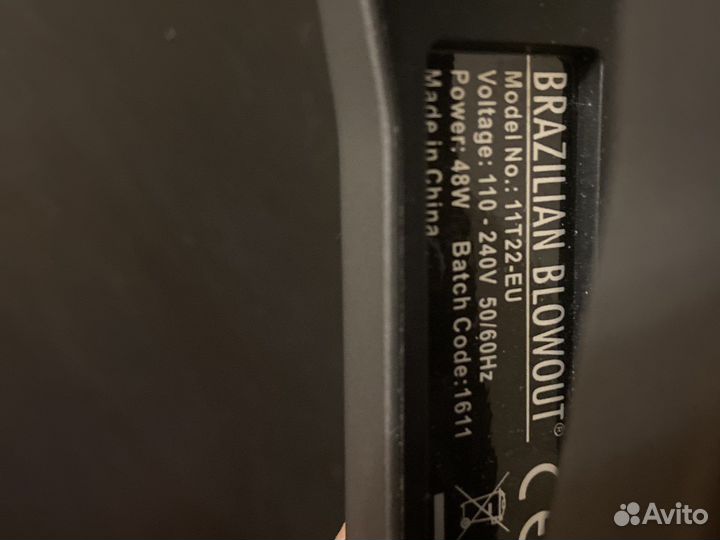 BRAZILIAN BLOWOUT®
Model No.: 11T22-EU
Voltage: 110 - 240V 50/60Hz
Power: 48W Batch Code:1611
Made in China
CE
Avito